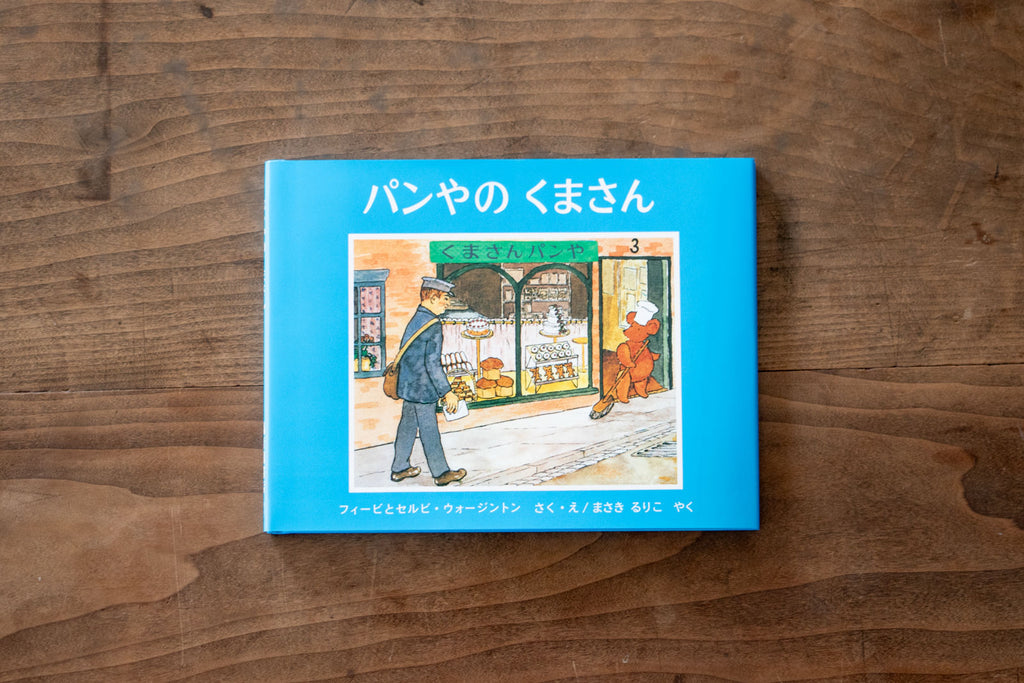 パンやの くまさん
くまさんパンや
3
フィービとセルビ・ウォージントン さく・え/まさき るりこ やく